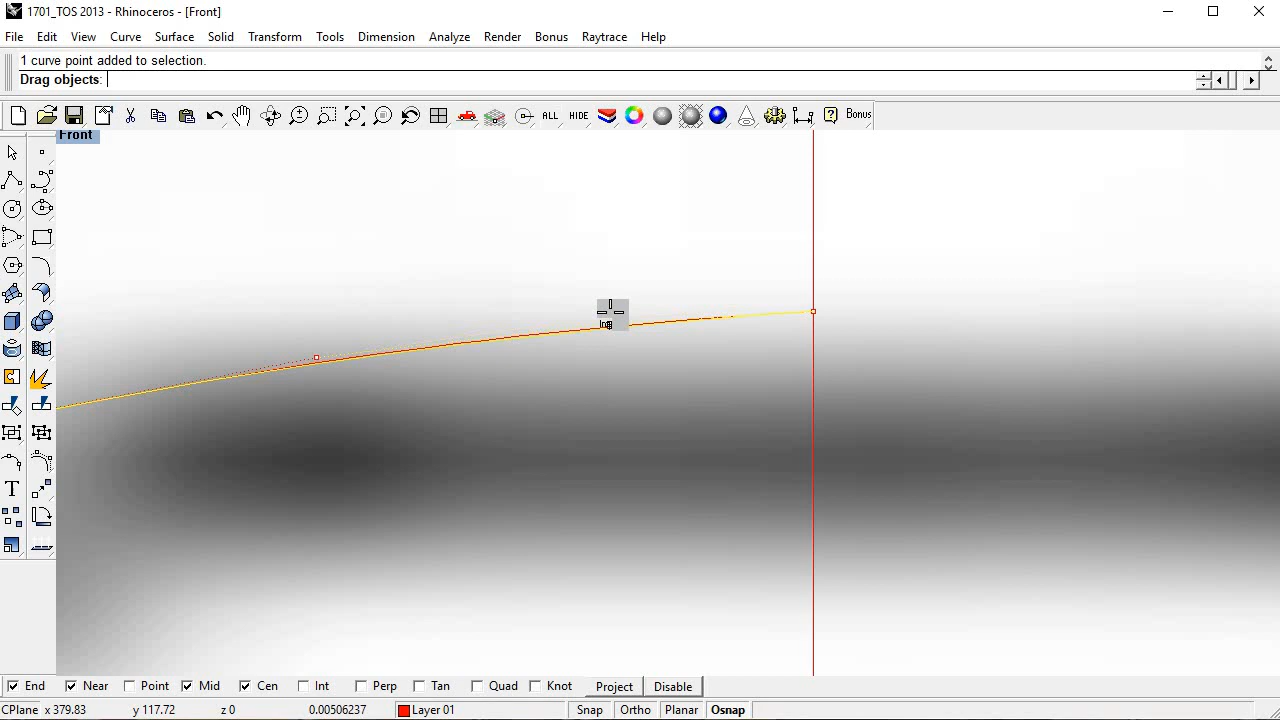 1701_TOS 2013 - Rhinoceros - [Front]
File Edit View Curve Surface Solid Transform Tools Dimension Analyze Render Bonus Raytrace Help
1 curve point added to selection.
Drag objects:
ALL HIDE Bonus
Front
T
End Near Point Mid Cen Int Perp Tan Quad Knot Project Disable
CPlane x 379.83 y 117.72 z 0 0.00506237 Layer 01 Snap Ortho Planar Osnap